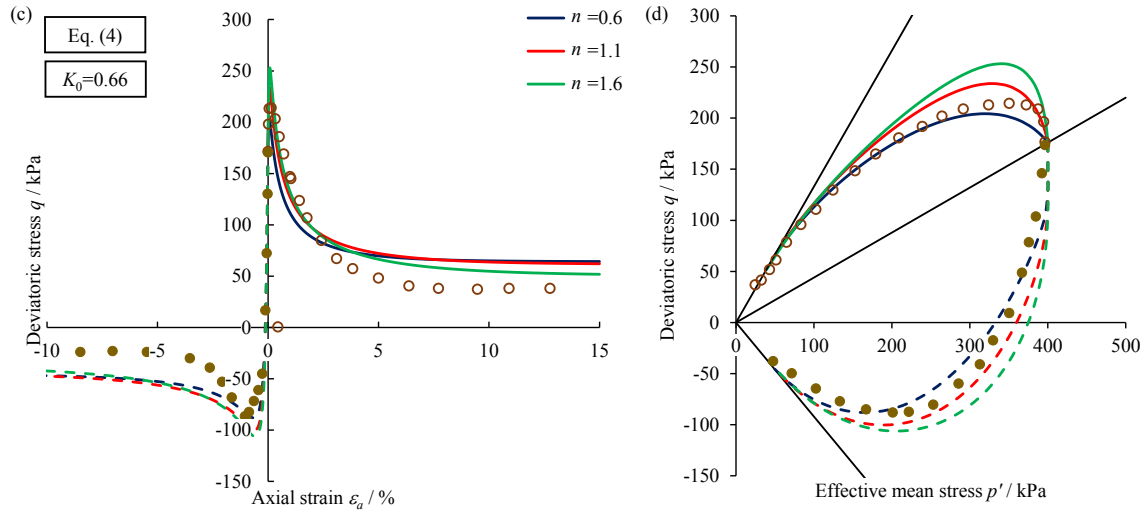 (c)
Eq. (4)
K0=0.66
n =0.6
n =1.1
n =1.6
300
250
200
150
100
50
0
-50
-100
-150
-10
-5
0
5
10
15
Deviatoric stress q / kPa
Axial strain εa / %
(d)
300
250
200
150
100
50
0
-50
-100
-150
0
100
200
300
400
500
Deviatoric stress q / kPa
Effective mean stress p′ / kPa